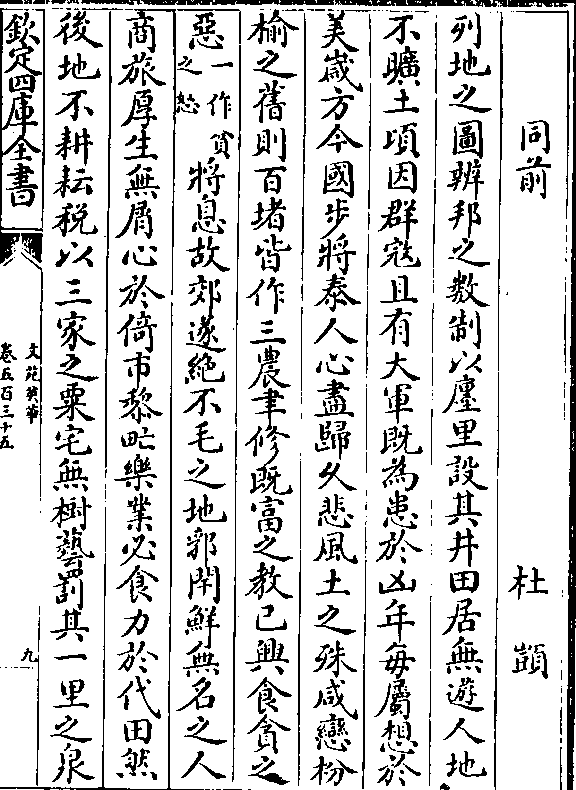 同前　杜顗
列地之圖辨邦之數制以廛里設其井田居無遊人地
不曠土頃因群寇且有大軍既為患於凶年每屬想於
美歲方今國步將泰人心盡歸久悲風土之殊咸戀枌
榆之舊則百堵皆作三農聿修既富之教已興食貪之
惡一作貧之愁將息故郊遂絕不毛之地郭閈鮮無名之人
商旅厚生無屑心於倚市黎甿樂業必食力於代田然
後地不耕耘稅以三家之粟宅無樹藝罰其一里之泉
欽定四庫全書
文苑英華
卷五百三十五
九